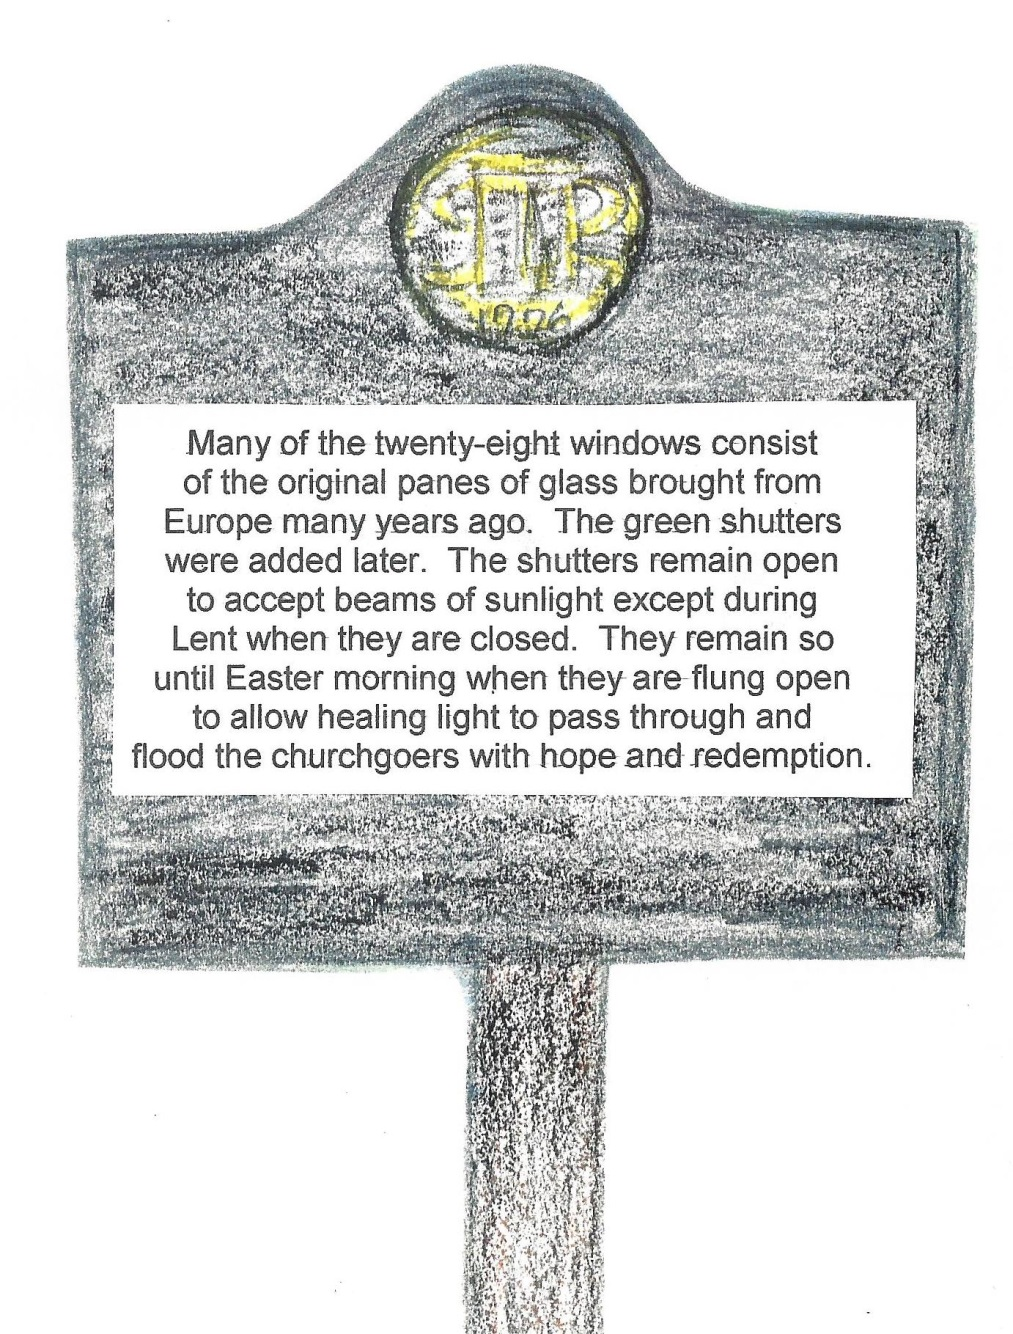 1776
Many of the twenty-eight windows consist
of the original panes of glass brought from
Europe many years ago.  The green shutters
were added later.  The shutters remain open
to accept beams of sunlight except during
Lent when they are closed.  They remain so
until Easter morning when they are flung open
to allow healing light to pass through and
flood the churchgoers with hope and redemption.